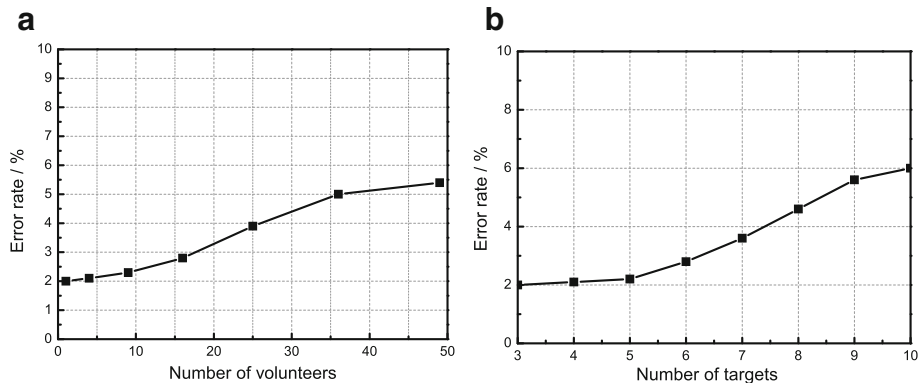 a
10
9
8
7
6
5
4
3
2
1
0
Error rate / %
0 10 20 30 40 50
Number of volunteers
b
10
8
6
4
2
0
Error rate / %
3 4 5 6 7 8 9 10
Number of targets